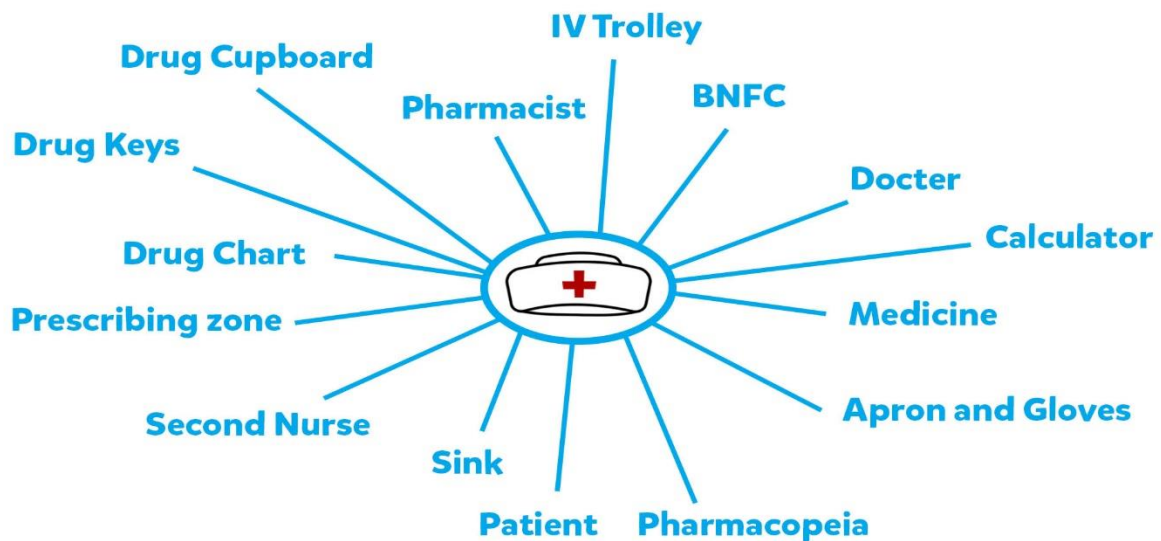 IV Trolley
Drug Cupboard
Pharmacist
BNFC
Drug Keys
Docter
Drug Chart
Calculator
Prescribing zone
Medicine
Second Nurse
Apron and Gloves
Sink
Patient
Pharmacopeia